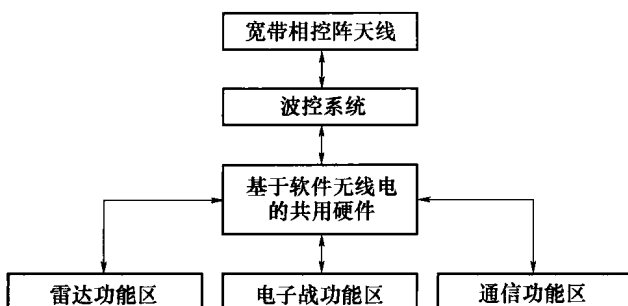 宽带相控阵天线
波控系统
基于软件无线电
的共用硬件
雷达功能区
电子战功能区
通信功能区